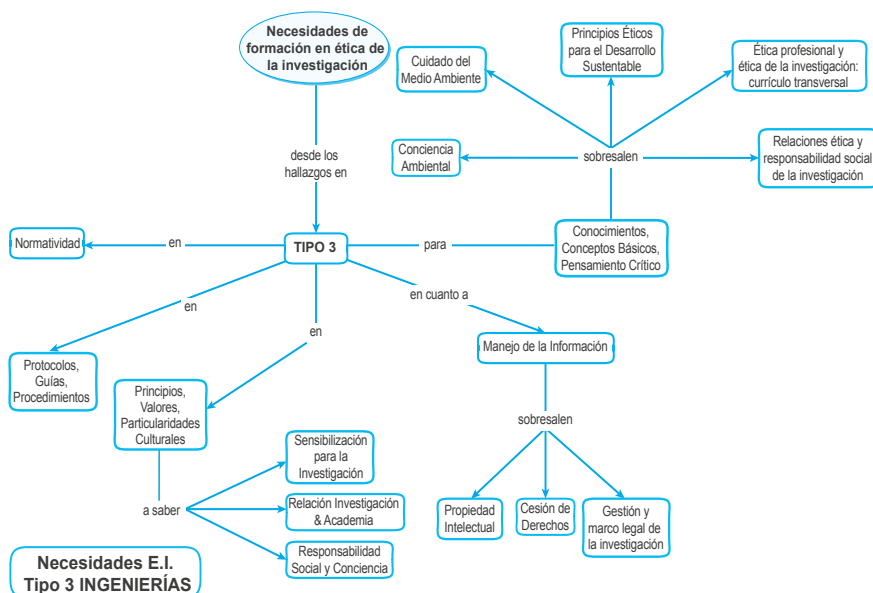 Necesidades de
formación en ética de
la investigación
Cuidado del
Medio Ambiente
Principios Éticos
para el Desarrollo
Sustentable
Ética profesional y
ética de la investigación:
currículo transversal
desde los
hallazgos en
Conciencia
Ambiental
sobresalen
Relaciones ética y
responsabilidad social
de la investigación
Normatividad
en
TIPO 3
para
Conocimientos,
Conceptos Básicos,
Pensamiento Crítico
en
en
en cuanto a
Manejo de la Información
Protocolos,
Guías,
Procedimientos
Principios,
Valores,
Particularidades
Culturales
sobresalen
Sensibilización
para la
Investigación
a saber
Relación Investigación
& Academia
Responsabilidad
Social y Conciencia
Propiedad
Intelectual
Cesión de
Derechos
Gestión y
marco legal de
la investigación
Necesidades E.I.
Tipo 3 INGENIERÍAS